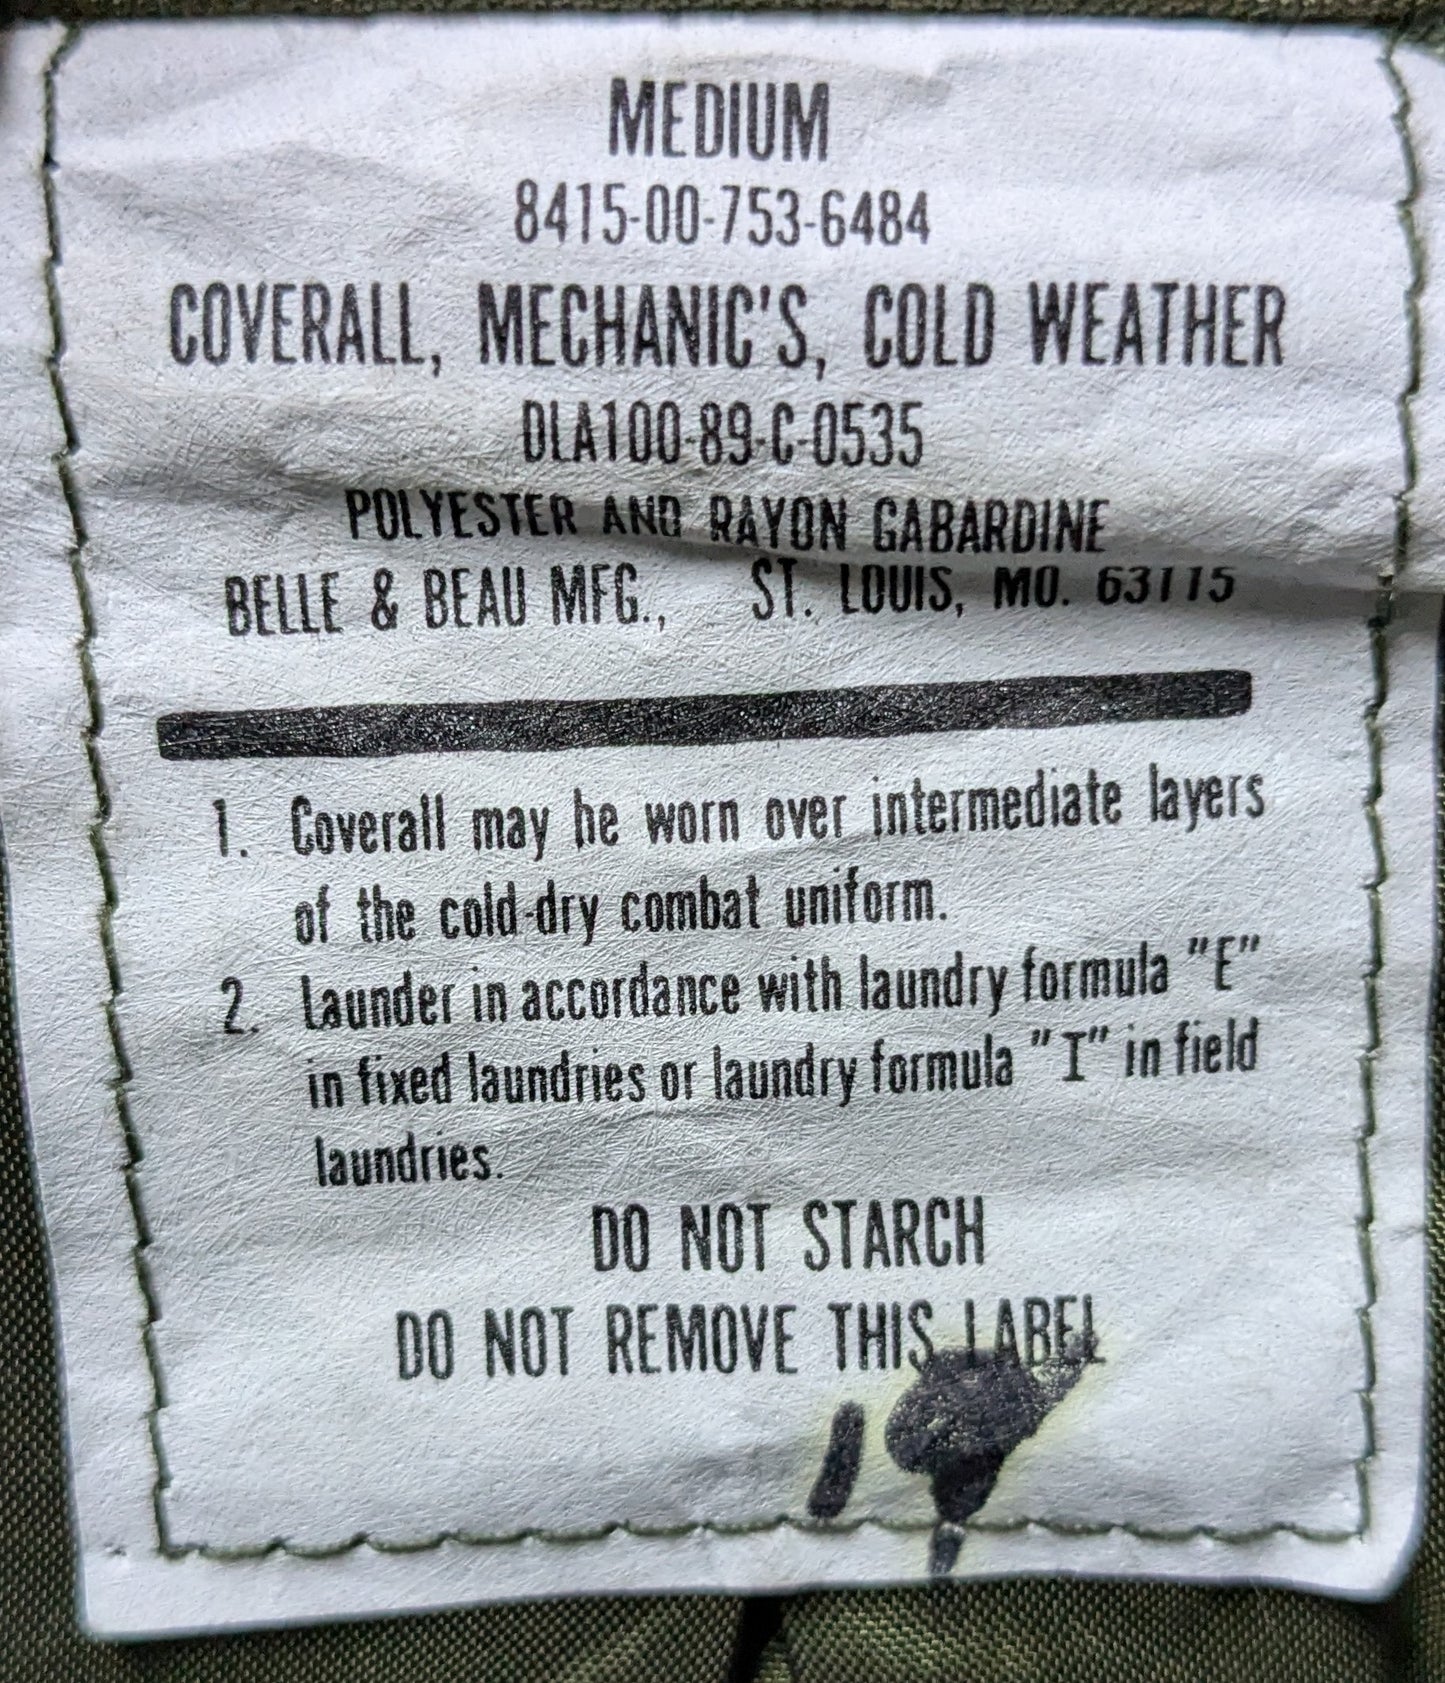 MEDIUM
8415-00-753-6484
COVERALL, MECHANIC'S, COLD WEATHER
DLA100-89-C-0535
POLYESTER AND RAYON GABARDINE
BELLE & BEAU MFG., ST. LOUIS, MO. 63115
1. Coverall may he worn over intermediate layers
of the cold-dry combat uniform.
2. Launder in accordance with laundry formula "E"
in fixed laundries or laundry formula "I" in field
laundries.
DO NOT STARCH
DO NOT REMOVE THIS LABEL